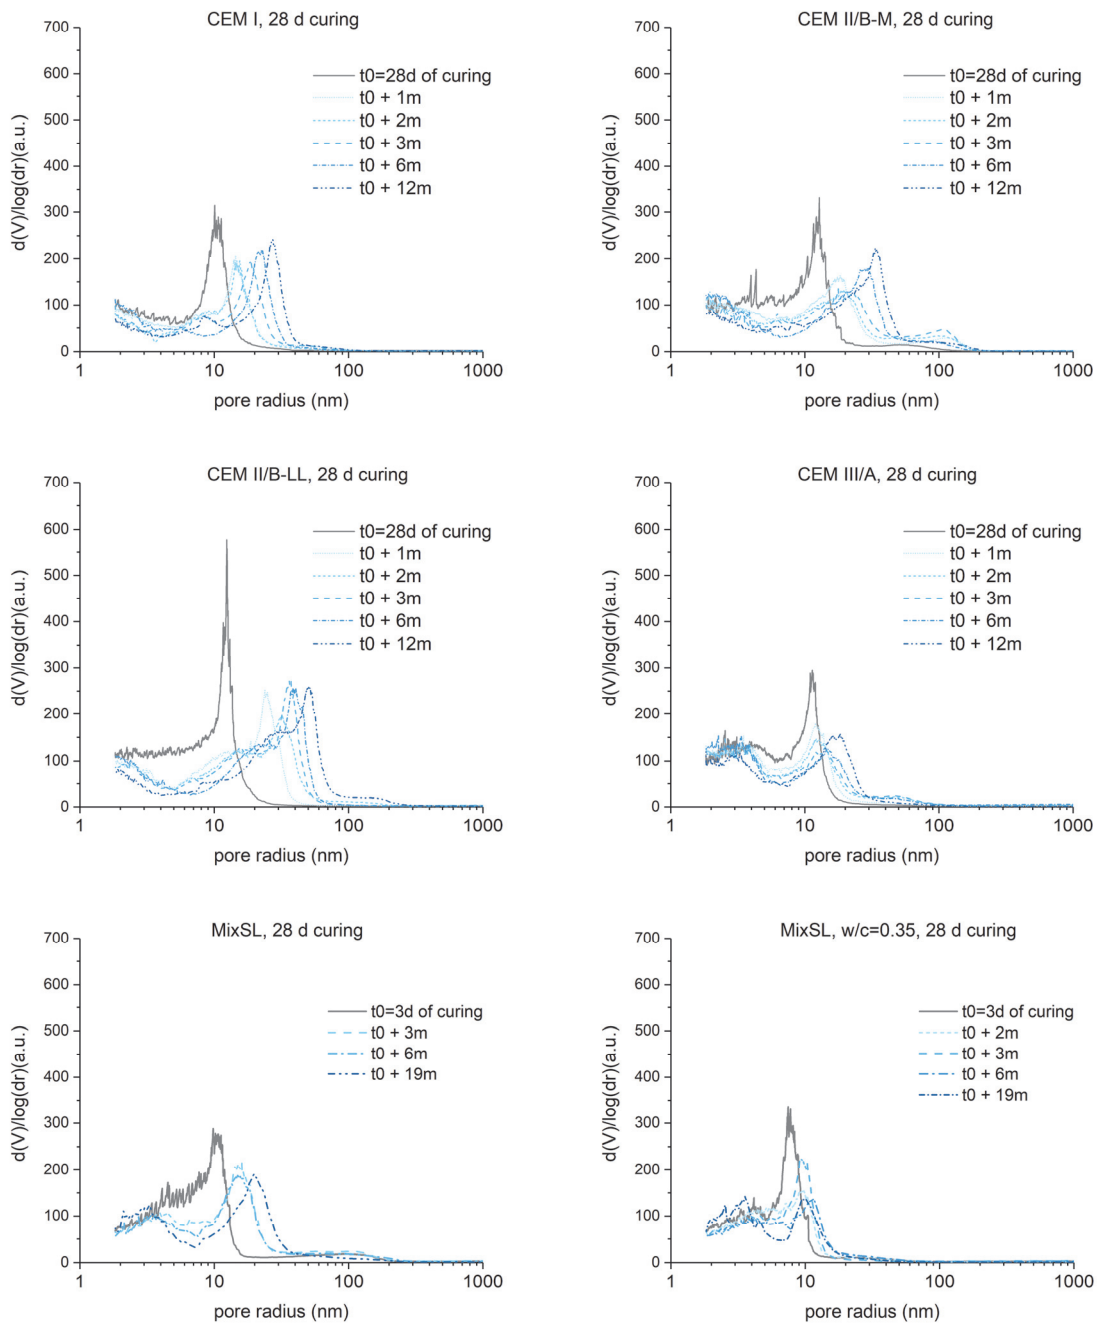 CEM I, 28 d curing
700
600
500
400
300
200
100
0
d(V)/log(dr)(a.u.)
t0=28d of curing
t0 + 1m
t0 + 2m
t0 + 3m
t0 + 6m
t0 + 12m
1 10 100 1000
pore radius (nm)
CEM II/B-M, 28 d curing
700
600
500
400
300
200
100
0
d(V)/log(dr)(a.u.)
t0=28d of curing
t0 + 1m
t0 + 2m
t0 + 3m
t0 + 6m
t0 + 12m
1 10 100 1000
pore radius (nm)
CEM II/B-LL, 28 d curing
700
600
500
400
300
200
100
0
d(V)/log(dr)(a.u.)
t0=28d of curing
t0 + 1m
t0 + 2m
t0 + 3m
t0 + 6m
t0 + 12m
1 10 100 1000
pore radius (nm)
CEM III/A, 28 d curing
700
600
500
400
300
200
100
0
d(V)/log(dr)(a.u.)
t0=28d of curing
t0 + 1m
t0 + 2m
t0 + 3m
t0 + 6m
t0 + 12m
1 10 100 1000
pore radius (nm)
MixSL, 28 d curing
700
600
500
400
300
200
100
0
d(V)/log(dr)(a.u.)
t0=3d of curing
t0 + 3m
t0 + 6m
t0 + 19m
1 10 100 1000
pore radius (nm)
MixSL, w/c=0.35, 28 d curing
700
600
500
400
300
200
100
0
d(V)/log(dr)(a.u.)
t0=3d of curing
t0 + 2m
t0 + 3m
t0 + 6m
t0 + 19m
1 10 100 1000
pore radius (nm)